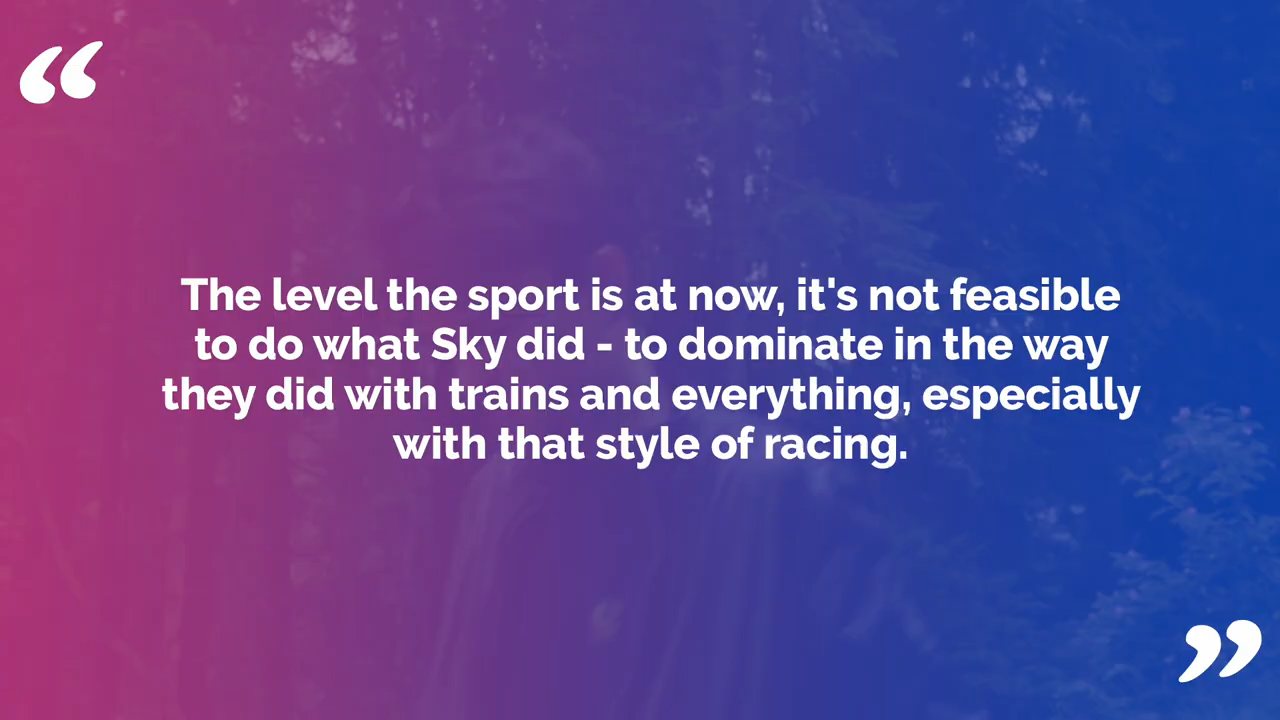 “
The level the sport is at now, it's not feasible
to do what Sky did - to dominate in the way
they did with trains and everything, especially
with that style of racing.
”